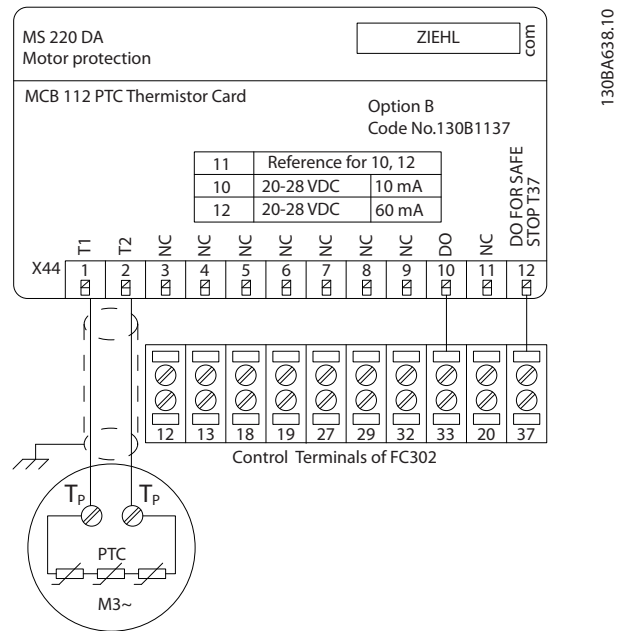 130BA638.10
MS 220 DA
Motor protection
ZIEHL
com
MCB 112 PTC Thermistor Card
Option B
Code No.130B1137
11 Reference for 10, 12
10 20-28 VDC 10 mA
12 20-28 VDC 60 mA
T1 T2 NC NC NC NC NC NC NC DO NC DO FOR SAFE
STOP T37
X44 1 2 3 4 5 6 7 8 9 10 11 12
12 13 18 19 27 29 32 33 20 37
Control Terminals of FC302
TP TP
PTC
M3~